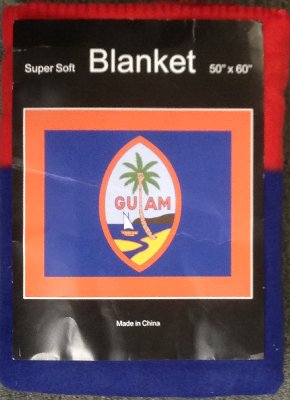 Super Soft Blanket 50" x 60"
GUAM
Made in China